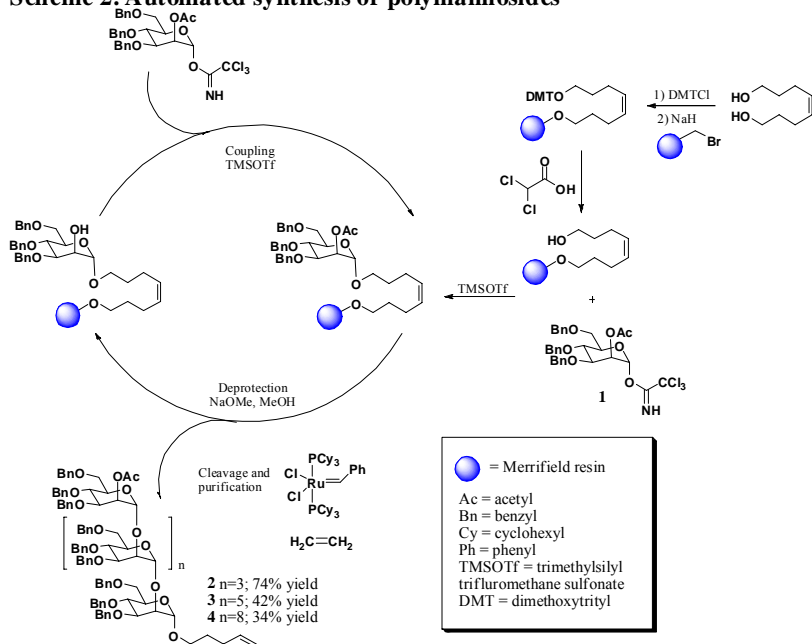 Scheme 2. Automated synthesis of polymannosides
BnO
OAc
BnO
BnO
O
O
CCl3
NH
Coupling
TMSOTf
DMTO
O
1) DMTCl
2) NaH
Br
HO
HO
Cl
O
OH
Cl
BnO
OH
BnO
BnO
O
O
O
BnO
OAc
BnO
BnO
O
O
O
HO
O
TMSOTf
+
BnO
OAc
BnO
BnO
O
O
CCl3
1
NH
Deprotection
NaOMe, MeOH
Cleavage and
purification
PCy3
Cl
Ru
Ph
Cl
PCy3
H2C=CH2
BnO
OAc
BnO
BnO
O
O
BnO
BnO
BnO
O
n
O
BnO
BnO
BnO
O
O
2 n=3; 74% yield
3 n=5; 42% yield
4 n=8; 34% yield
= Merrifield resin
Ac = acetyl
Bn = benzyl
Cy = cyclohexyl
Ph = phenyl
TMSOTf = trimethylsilyl
trifluromethane sulfonate
DMT = dimethoxytrityl